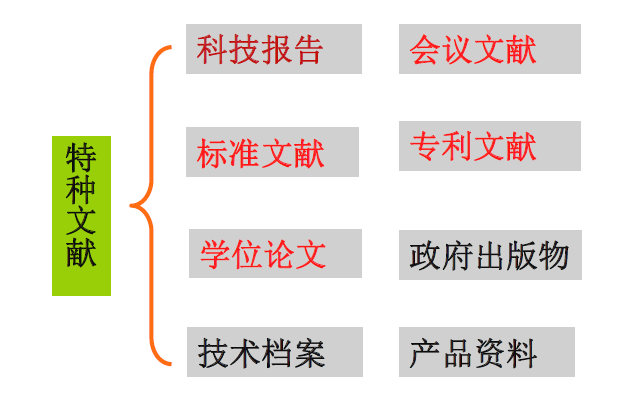 特种文献
科技报告
会议文献
标准文献
专利文献
学位论文
政府出版物
技术档案
产品资料